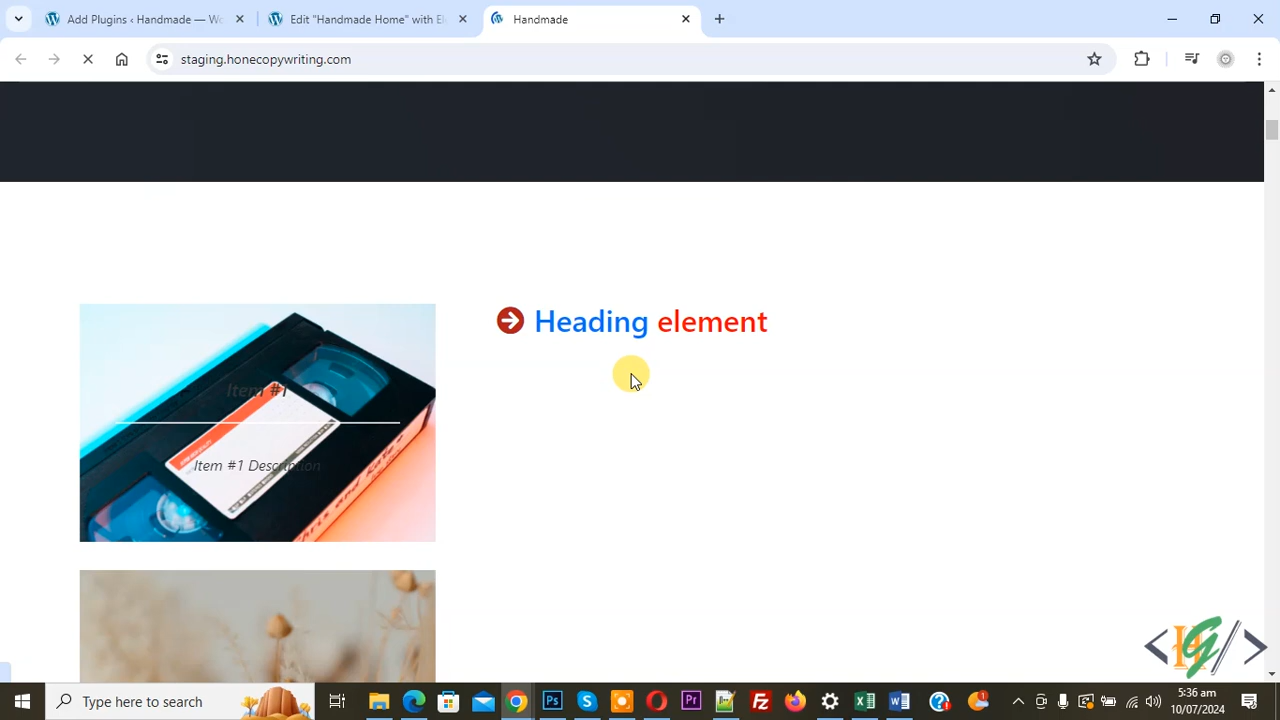 Add Plugins ‹ Handmade — Wo
Edit "Handmade Home" with El
Handmade
staging.honecopywriting.com
Heading element
Item #1
Item #1 Description
Type here to search
5:36 am
10/07/2024